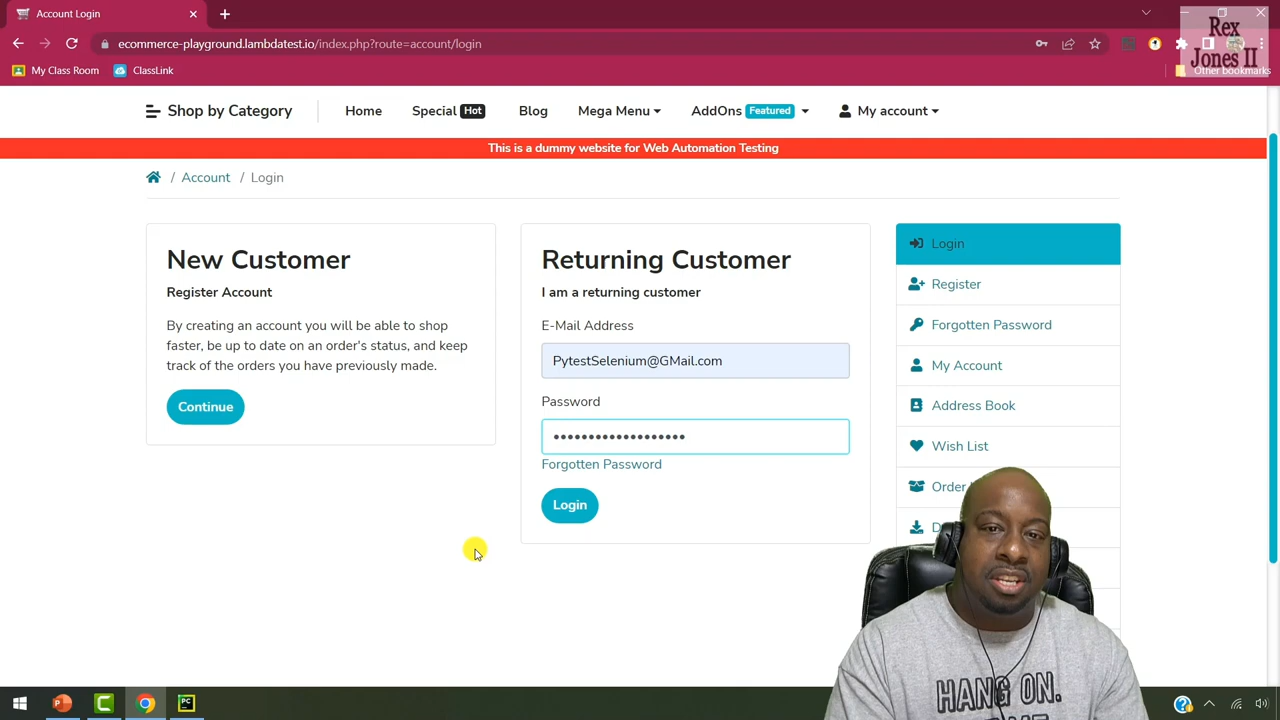 Account Login
Rex
Jones II
ecommerce-playground.lambdatest.io/index.php?route=account/login
My Class Room
ClassLink
Other bookmarks
Shop by Category
Home
Special Hot
Blog
Mega Menu
AddOns Featured
My account
This is a dummy website for Web Automation Testing
/ Account / Login
New Customer
Register Account
By creating an account you will be able to shop
faster, be up to date on an order's status, and keep
track of the orders you have previously made.
Continue
Returning Customer
I am a returning customer
E-Mail Address
PytestSelenium@GMail.com
Password
•••••••••••••••••••
Forgotten Password
Login
Login
Register
Forgotten Password
My Account
Address Book
Wish List
Order
HANG ON.
PC